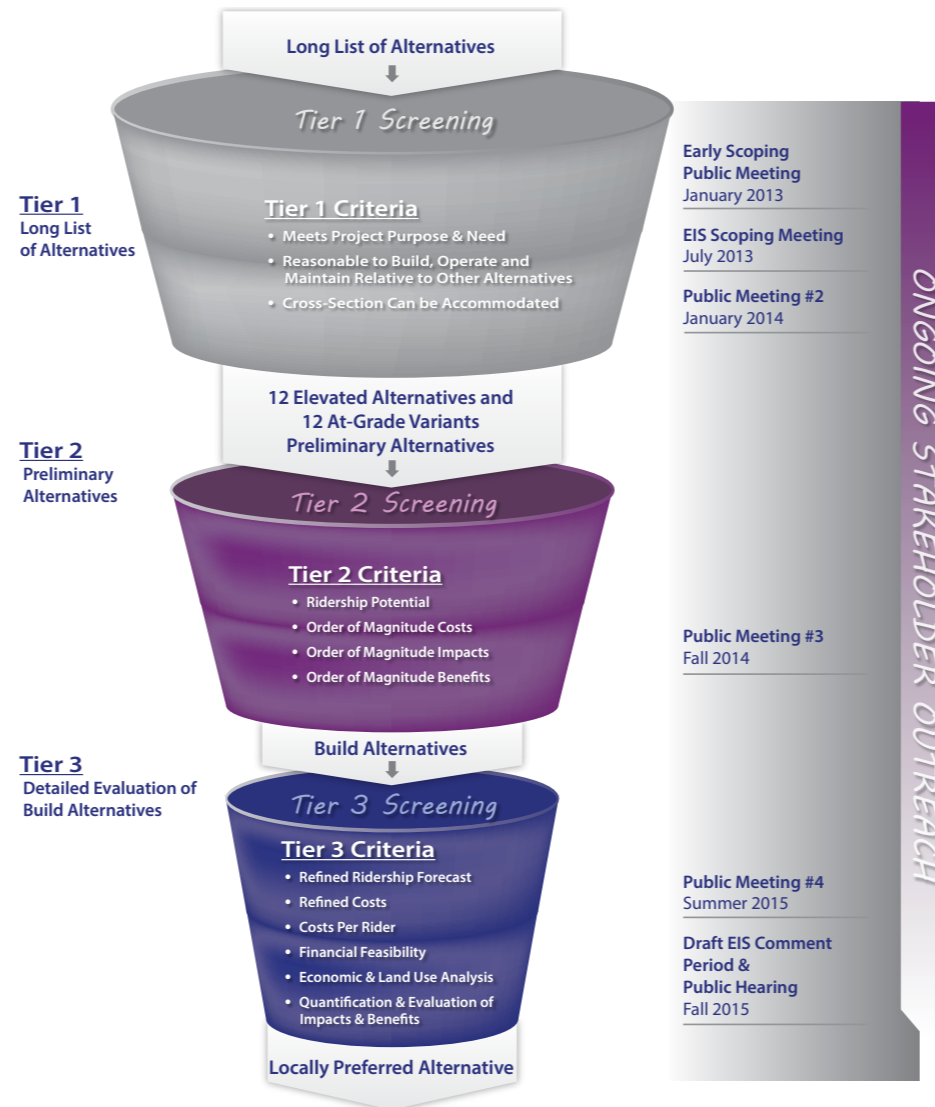 Long List of Alternatives
Tier 1 Screening
Tier 1
Long List
of Alternatives
Tier 1 Criteria
• Meets Project Purpose & Need
• Reasonable to Build, Operate and
Maintain Relative to Other Alternatives
• Cross-Section Can be Accommodated
12 Elevated Alternatives and
12 At-Grade Variants
Preliminary Alternatives
Tier 2
Preliminary
Alternatives
Tier 2 Screening
Tier 2 Criteria
• Ridership Potential
• Order of Magnitude Costs
• Order of Magnitude Impacts
• Order of Magnitude Benefits
Build Alternatives
Tier 3
Detailed Evaluation of
Build Alternatives
Tier 3 Screening
Tier 3 Criteria
• Refined Ridership Forecast
• Refined Costs
• Costs Per Rider
• Financial Feasibility
• Economic & Land Use Analysis
• Quantification & Evaluation of
Impacts & Benefits
Locally Preferred Alternative
Early Scoping
Public Meeting
January 2013
EIS Scoping Meeting
July 2013
Public Meeting #2
January 2014
Public Meeting #3
Fall 2014
Public Meeting #4
Summer 2015
Draft EIS Comment
Period &
Public Hearing
Fall 2015
ONGOING STAKEHOLDER OUTREACH